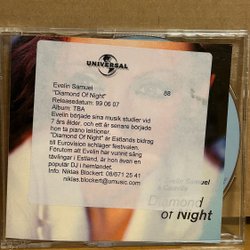 UNIVERSAL
Evelin Samuel
"Diamond Of Night" 88
Releasedatum: 99 06 07
Album: TBA
Evelin började sina musik studier vid
7 års ålder, och ett år senare började
hon ta piano lektioner.
"Diamond Of Night" är Estlands bidrag
till Eurovision schlager festivalen.
Förutom att Evelin har vunnit sång
tävlingar i Estland, är hon även en
populär DJ i hemlandet.
Info: Niklas Blockert 08/671 25 41
niklas.blockert@umusic.com
Evelin Samuel
& Camille
Diamond
of Night